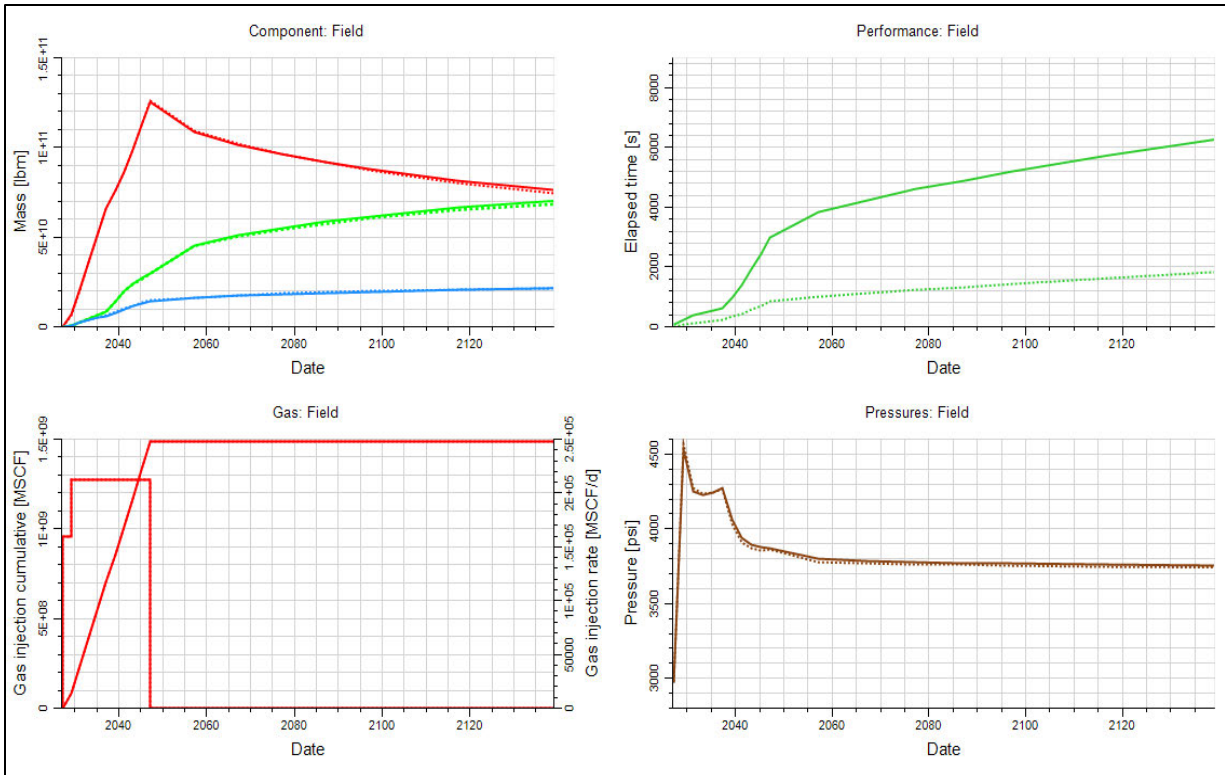 Component: Field
Mass [lbm]
1.5E+11
1E+11
5E+10
0
2040 2060 2080 2100 2120
Date
Performance: Field
Elapsed time [s]
8000
6000
4000
2000
0
2040 2060 2080 2100 2120
Date
Gas: Field
Gas injection cumulative [MSCF]
1.5E+09
1E+09
5E+08
0
2.5E+05
2E+05
1.5E+05
1E+05
50000
0
Gas injection rate [MSCF/d]
2040 2060 2080 2100 2120
Date
Pressures: Field
Pressure [psi]
4500
4000
3500
3000
2040 2060 2080 2100 2120
Date